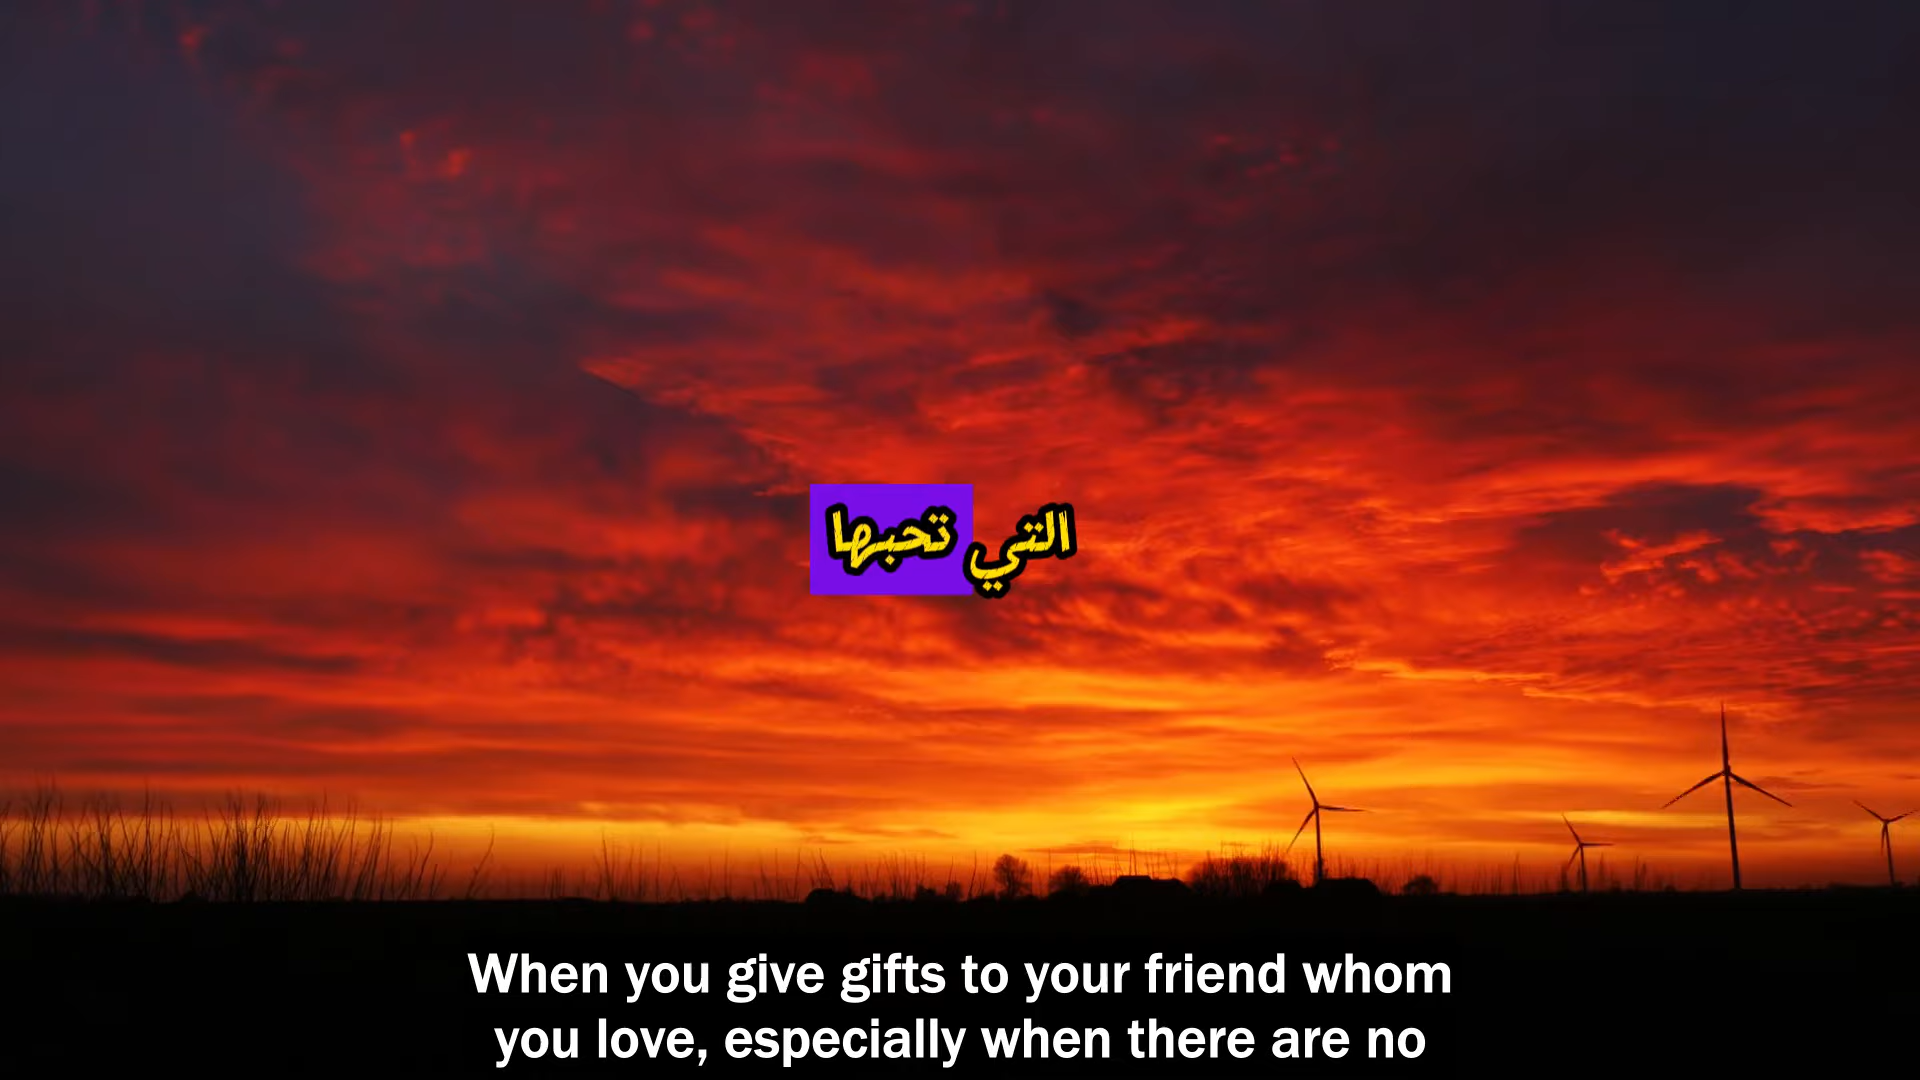 التي تحبها
When you give gifts to your friend whom
you love, especially when there are no